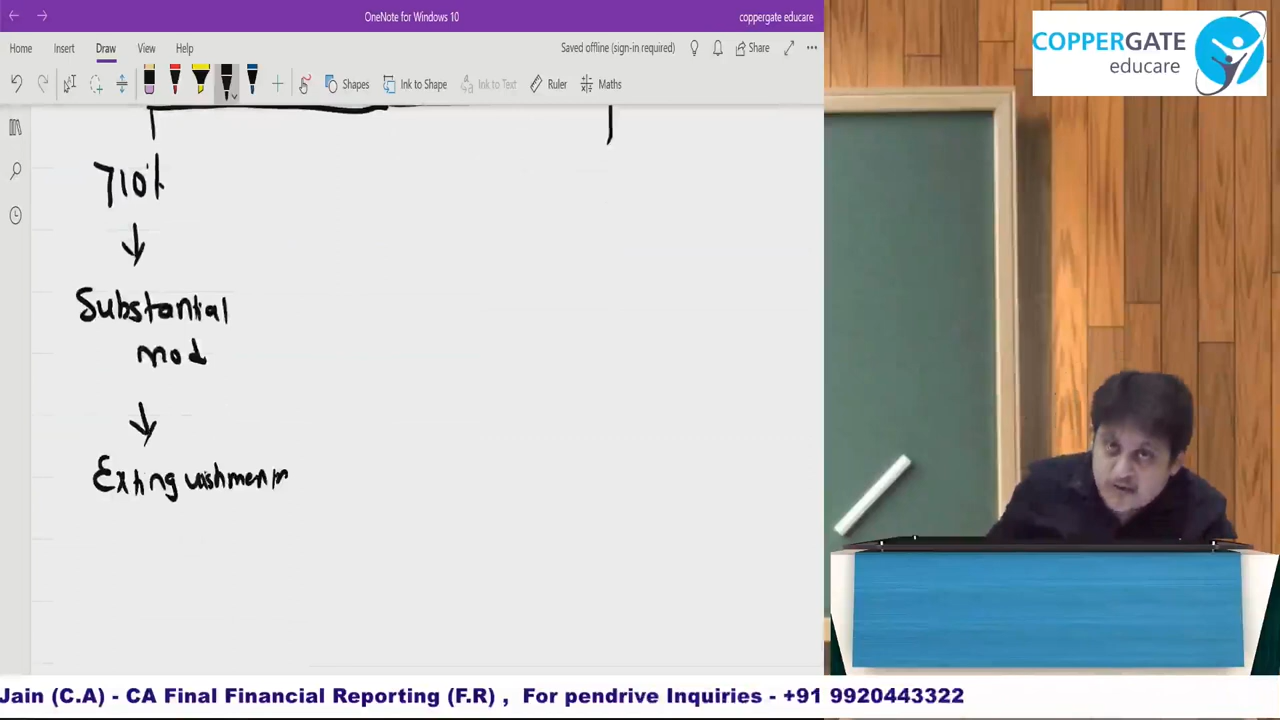 OneNote for Windows 10
coppergate educare
Home Insert Draw View Help
Saved offline (sign-in required)
Share
Shapes
Ink to Shape
Ink to Text
Ruler
Maths
COPPERGATE
educare
>10%
Substantial
mod
Extinguishment
Jain (C.A) - CA Final Financial Reporting (F.R) , For pendrive Inquiries - +91 9920443322